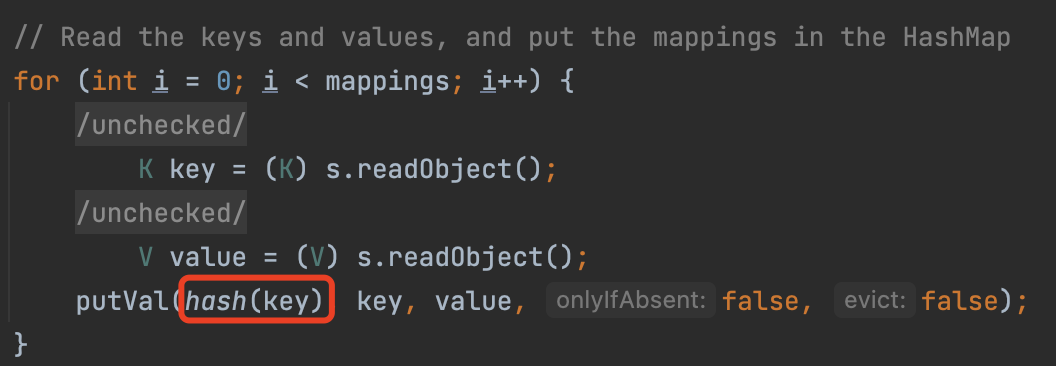 // Read the keys and values, and put the mappings in the HashMap
for (int i = 0; i < mappings; i++) {
/unchecked/
K key = (K) s.readObject();
/unchecked/
V value = (V) s.readObject();
putVal(hash(key) key, value, onlyIfAbsent: false, evict: false);
}